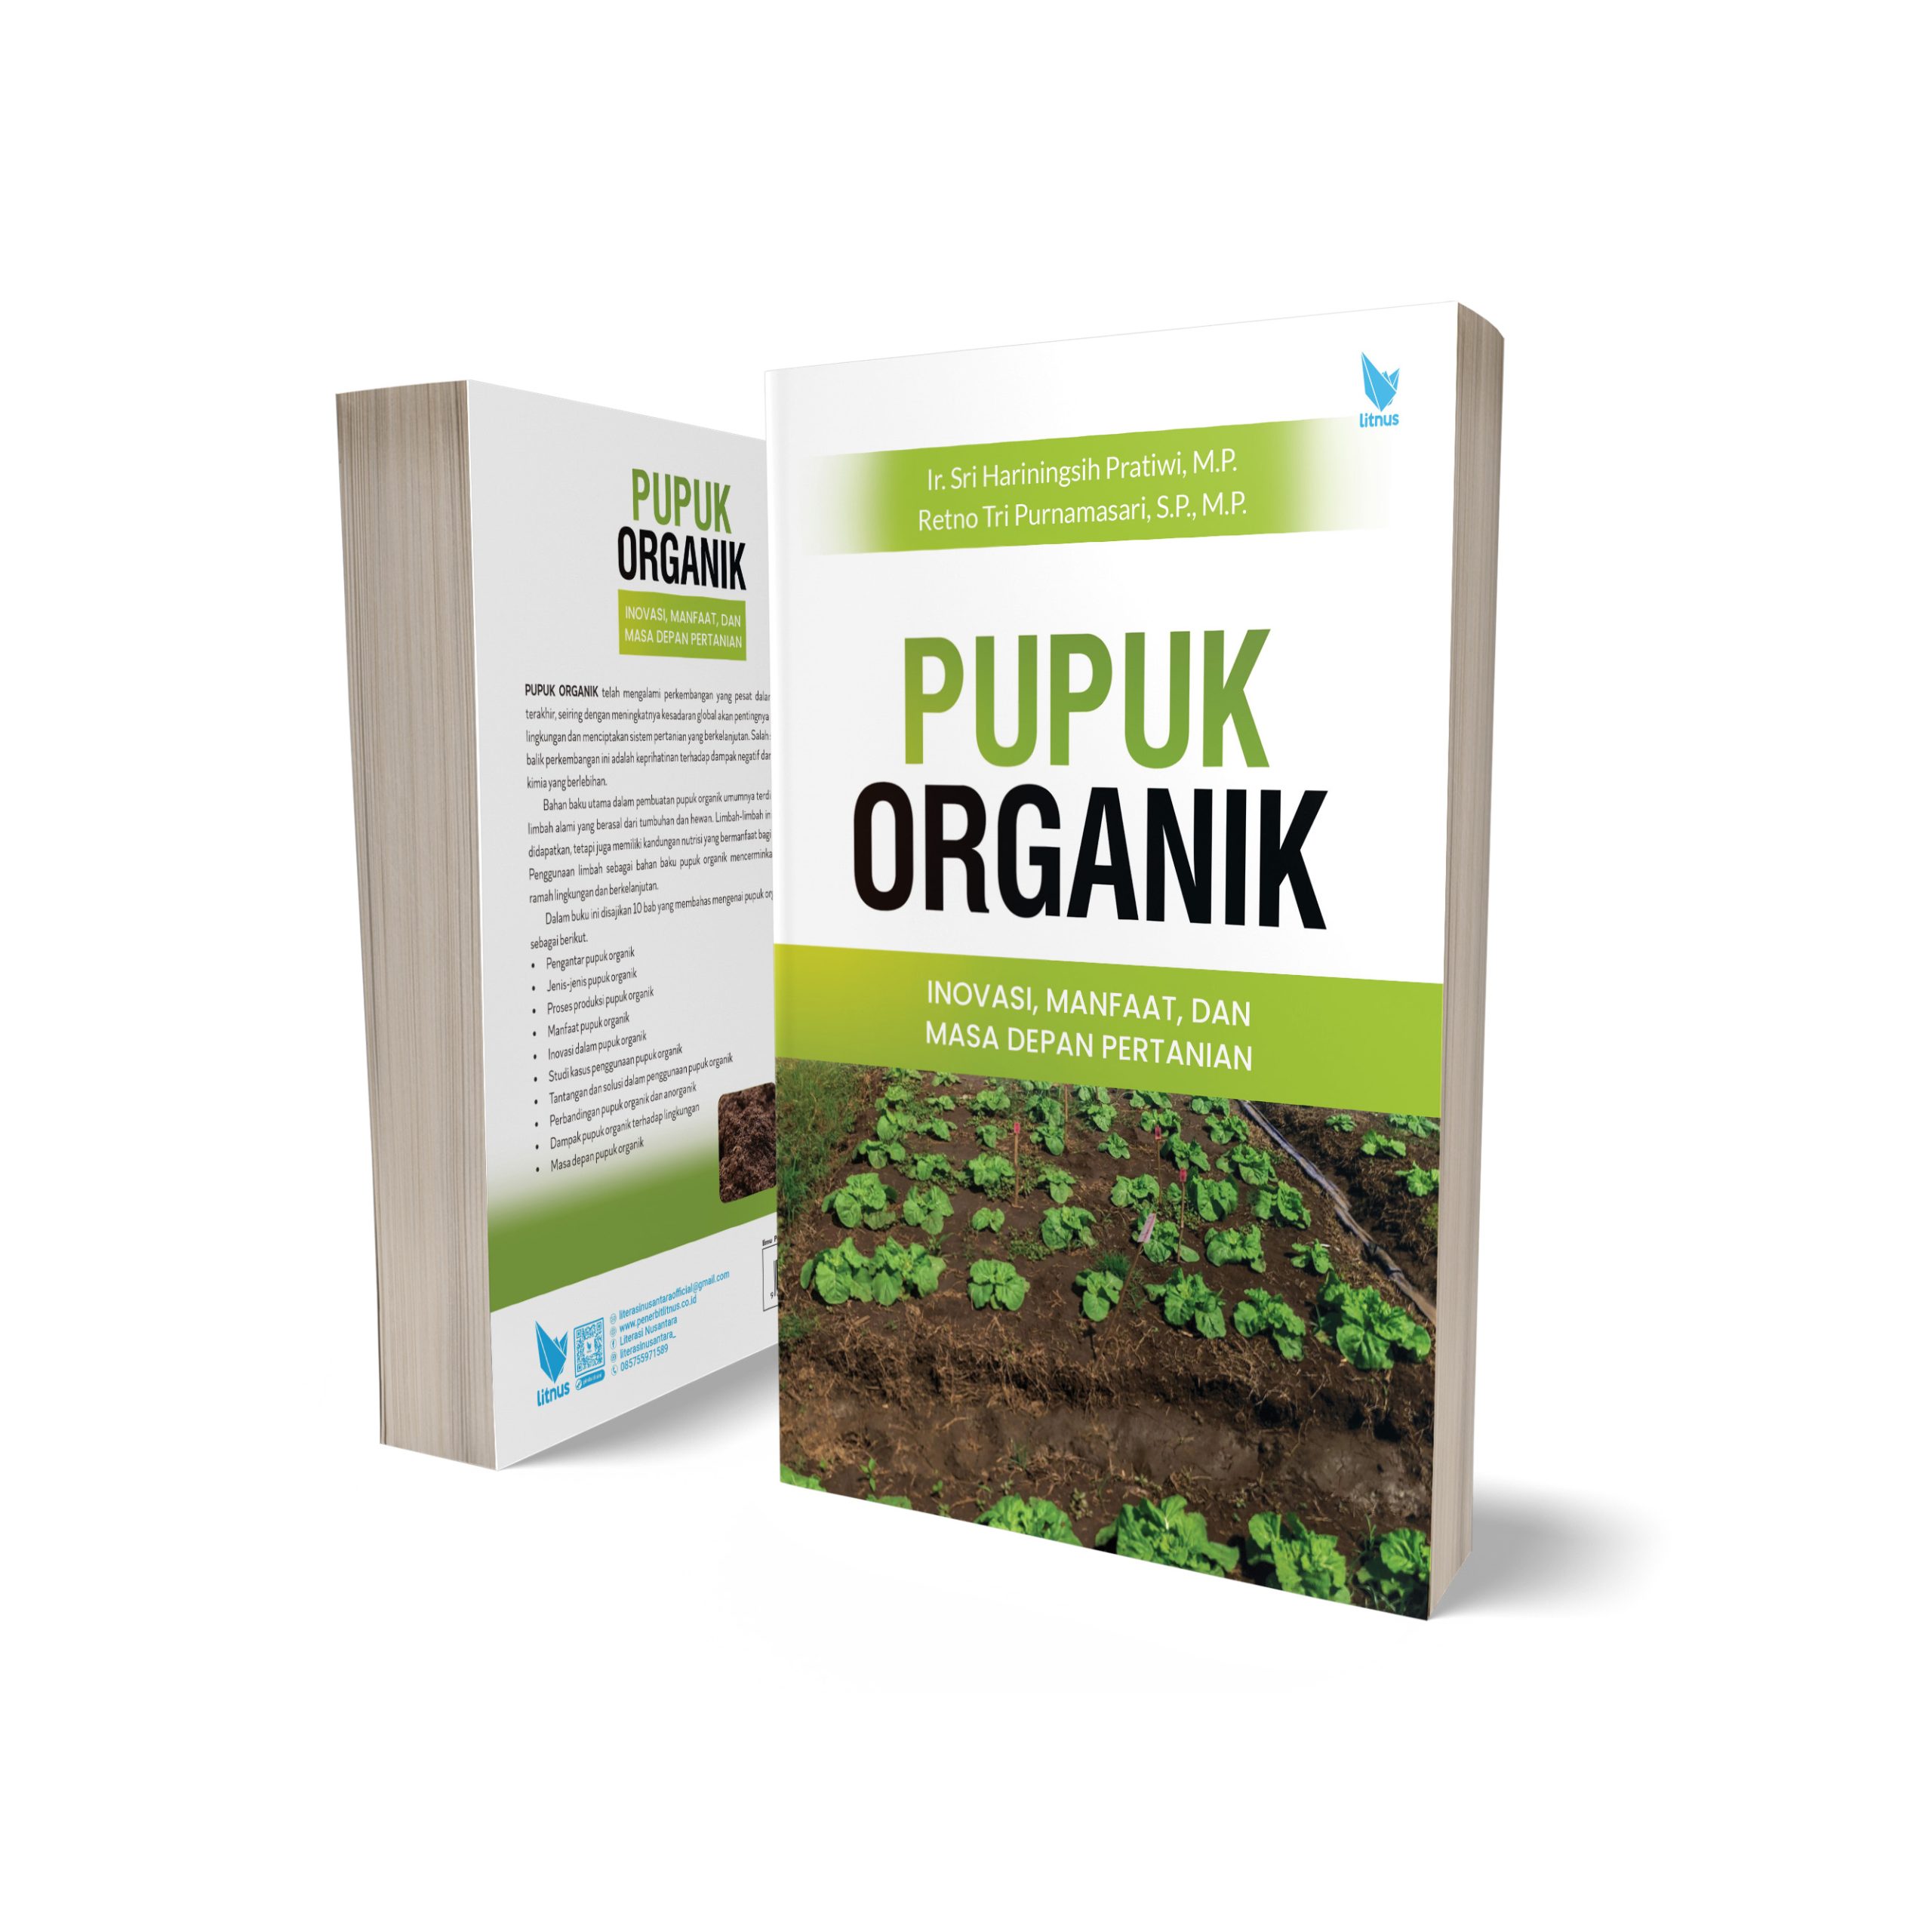 litnus
Ir. Sri Hariningsih Pratiwi, M.P.
Retno Tri Purnamasari, S.P., M.P.
PUPUK
ORGANIK
INOVASI, MANFAAT, DAN
MASA DEPAN PERTANIAN
PUPUK
ORGANIK
INOVASI, MANFAAT, DAN
MASA DEPAN PERTANIAN
PUPUK ORGANIK telah mengalami perkembangan yang pesat
terakhir, seiring dengan meningkatnya kesadaran global akan pentingnya
lingkungan dan menciptakan sistem pertanian yang berkelanjutan. Salah
balik perkembangan ini adalah keprihatinan terhadap dampak negatif
kimia yang berlebihan.
Bahan baku utama dalam pembuatan pupuk organik umumnya
limbah alami yang berasal dari tumbuhan dan hewan. Limbah-limbah
didapatkan, tetapi juga memiliki kandungan nutrisi yang bermanfaat bagi
Penggunaan limbah sebagai bahan baku pupuk organik
ramah lingkungan dan berkelanjutan.
Dalam buku ini disajikan 10 bab yang membahas mengenai pupuk
sebagai berikut.
• Pengantar pupuk organik
• Jenis-jenis pupuk organik
• Proses produksi pupuk organik
• Manfaat pupuk organik
• Inovasi dalam pupuk organik
• Studi kasus penggunaan pupuk organik
• Tantangan dan solusi dalam penggunaan pupuk organik
• Perbandingan pupuk organik dan anorganik
• Dampak pupuk organik terhadap lingkungan
• Masa depan pupuk organik
literasinusantaraofficial@gmail.com
www.penerbitlitnus.co.id
Literasi Nusantara
literasinusantara_
085755971589
litnus